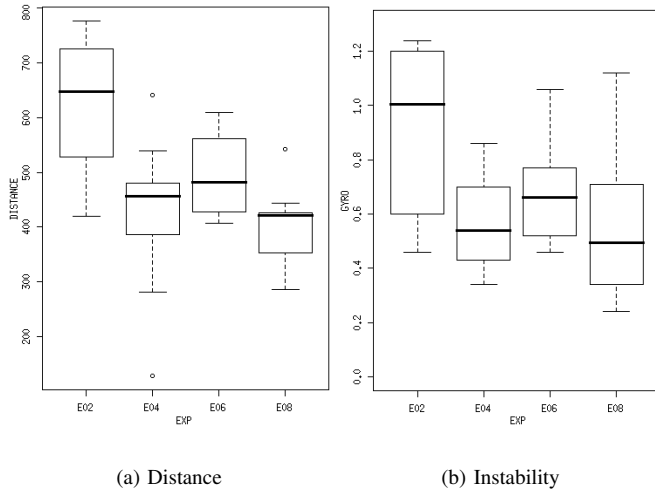 800
700
600
500
400
300
200
DISTANCE
E02 E04 E06 E08
EXP
(a) Distance
1.2
1.0
0.8
0.6
0.4
0.2
0.0
GYRO
E02 E04 E06 E08
EXP
(b) Instability